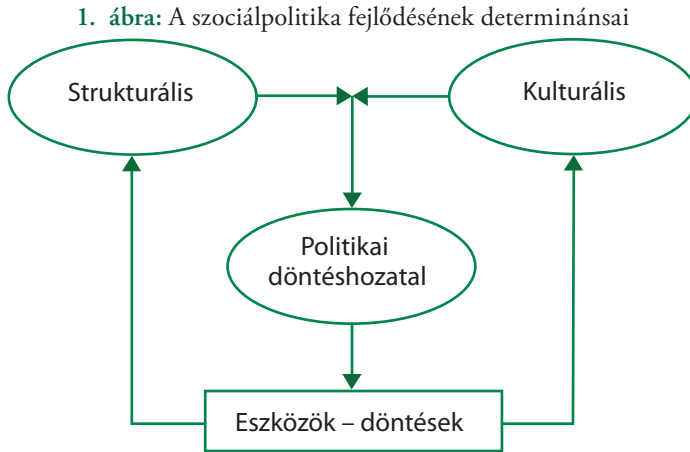 1. ábra: A szociálpolitika fejlődésének determinánsai
Strukturális
Kulturális
Politikai
döntéshozatal
Eszközök – döntések